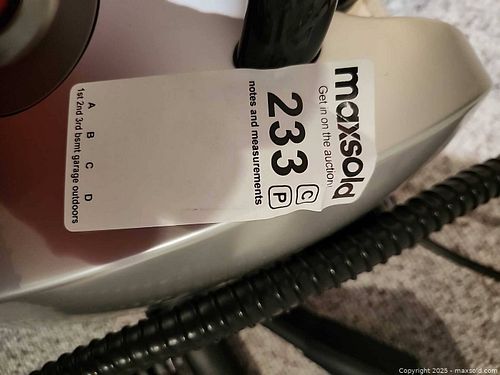 maxsold
Get in on the auction
233 C P
notes and measurements
A B C D
1st 2nd 3rd bsmt garage outdoors
Copyright 2025 - maxsold.com